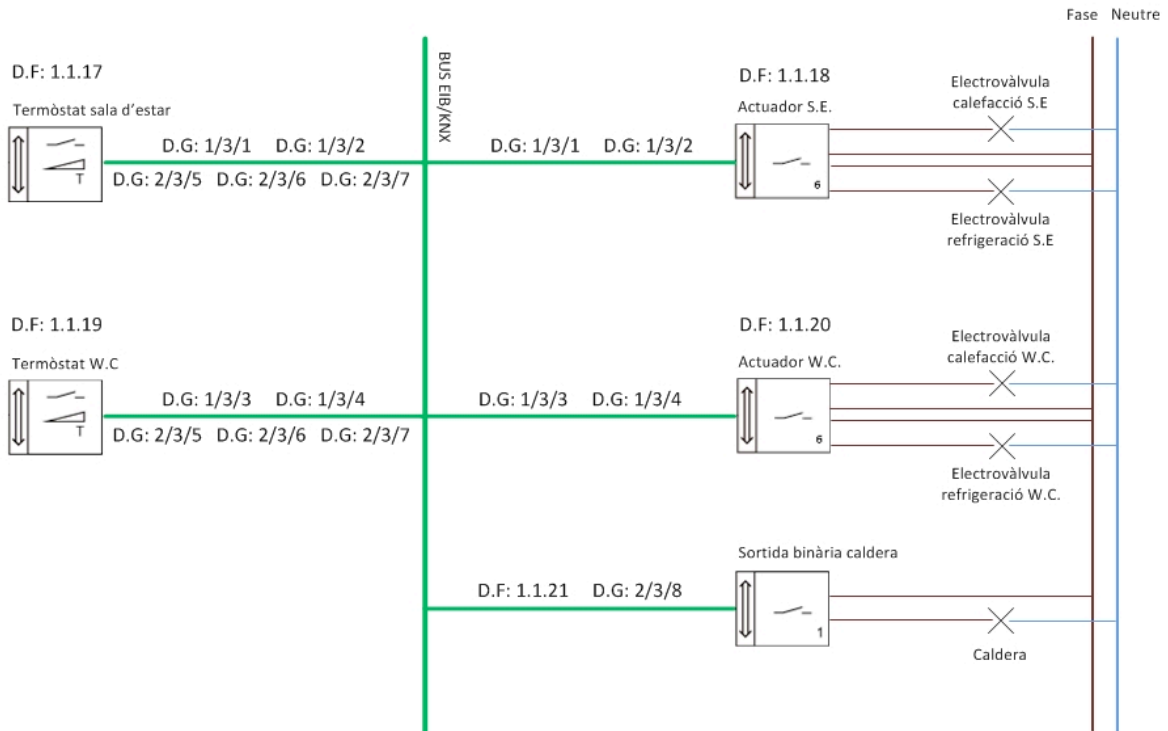 Fase Neutre
D.F: 1.1.17
Termòstat sala d'estar
T
D.G: 1/3/1 D.G: 1/3/2
D.G: 2/3/5 D.G: 2/3/6 D.G: 2/3/7
BUS EIB/KNX
D.G: 1/3/1 D.G: 1/3/2
D.F: 1.1.18
Actuador S.E.
6
Electrovàlvula
calefacció S.E
Electrovàlvula
refrigeració S.E
D.F: 1.1.19
Termòstat W.C
T
D.G: 1/3/3 D.G: 1/3/4
D.G: 2/3/5 D.G: 2/3/6 D.G: 2/3/7
D.G: 1/3/3 D.G: 1/3/4
D.F: 1.1.20
Actuador W.C.
6
Electrovàlvula
calefacció W.C.
Electrovàlvula
refrigeració W.C.
Sortida binària caldera
D.F: 1.1.21 D.G: 2/3/8
1
Caldera